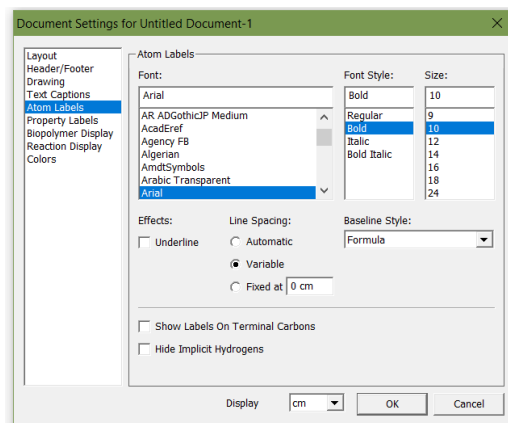 Document Settings for Untitled Document-1
Layout
Header/Footer
Drawing
Text Captions
Atom Labels
Property Labels
Biopolymer Display
Reaction Display
Colors
Atom Labels
Font:
Arial
AR ADGothicJP Medium
AcadEref
Agency FB
Algerian
AmdtSymbols
Arabic Transparent
Arial
Font Style:
Bold
Regular
Bold
Italic
Bold Italic
Size:
10
9
10
12
14
16
18
24
Effects:
Underline
Line Spacing:
Automatic
Variable
Fixed at 0 cm
Baseline Style:
Formula
Show Labels On Terminal Carbons
Hide Implicit Hydrogens
Display cm OK Cancel